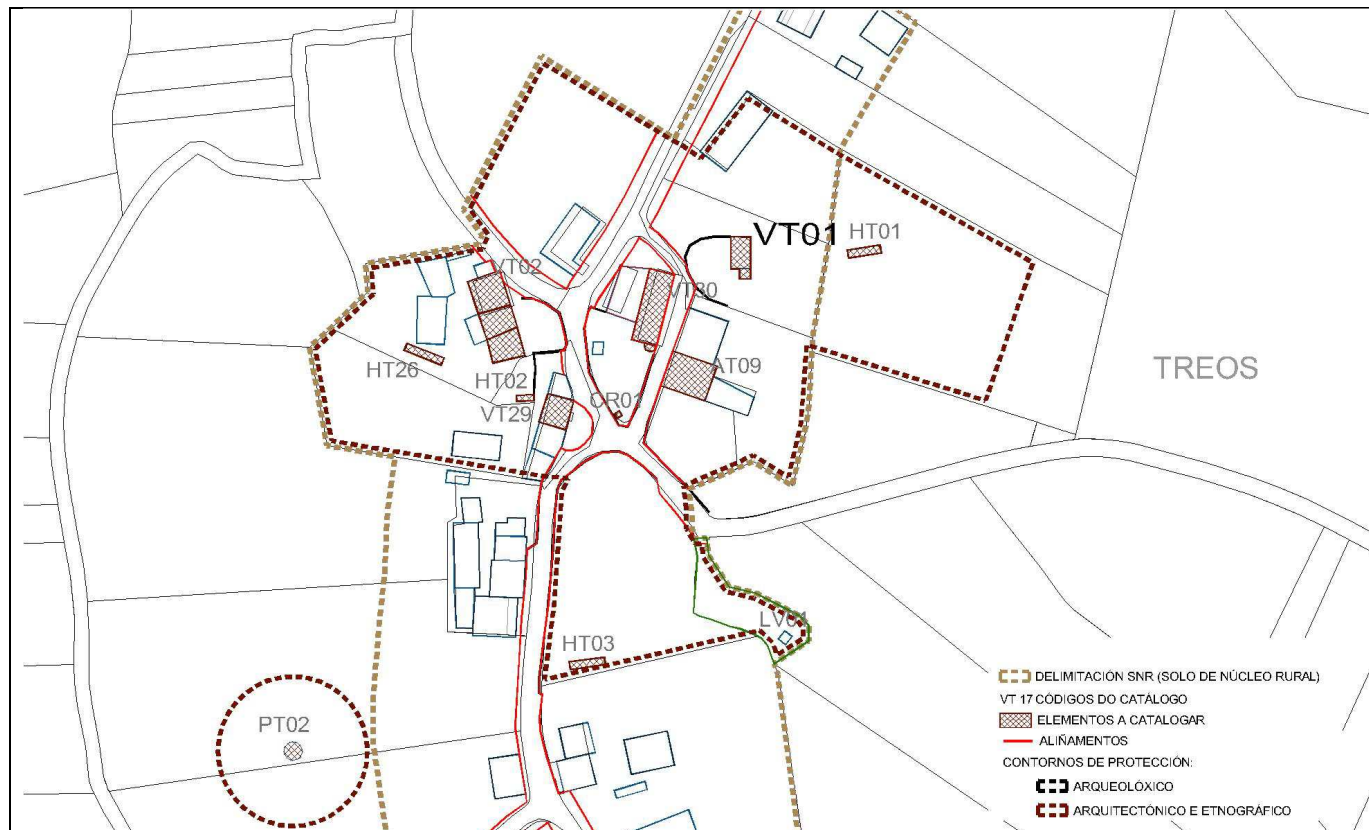 VT01
HT01
VT02
VT30
HT26
HT02
AT09
TREOS
VT29
CR01
LV01
HT03
PT02
DELIMITACIÓN SNR (SOLO DE NÚCLEO RURAL)
VT 17 CÓDIGOS DO CATÁLOGO
ELEMENTOS A CATALOGAR
ALIÑAMENTOS
CONTORNOS DE PROTECCIÓN:
ARQUEOLÓXICO
ARQUITECTÓNICO E ETNOGRÁFICO